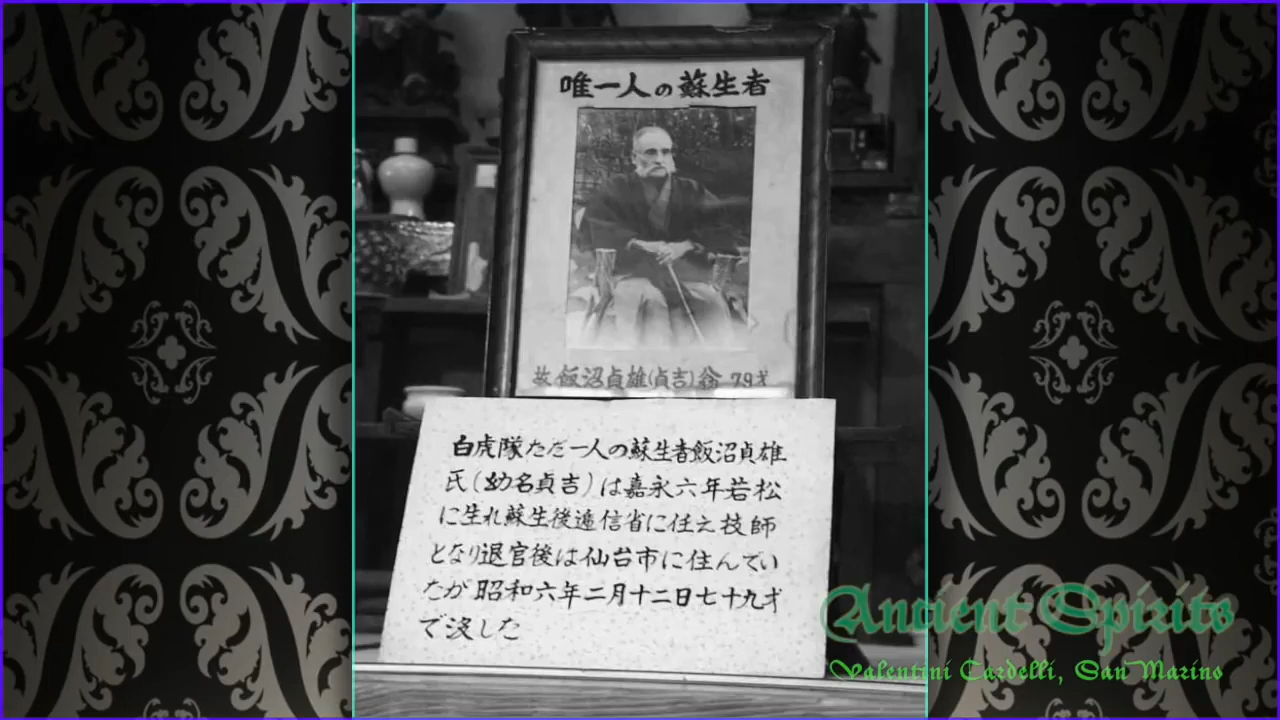 唯一人の蘇生者
故飯沼貞雄(貞吉)翁 79才
白虎隊ただ一人の蘇生者飯沼貞雄
氏(幼名貞吉)は嘉永六年若松
に生れ蘇生後逓信省に任え技師
となり退官後は仙台市に住んでい
たが昭和六年二月十二日七十九才
で没した
Antient Spirits
Valentini Cardelli, San Marino